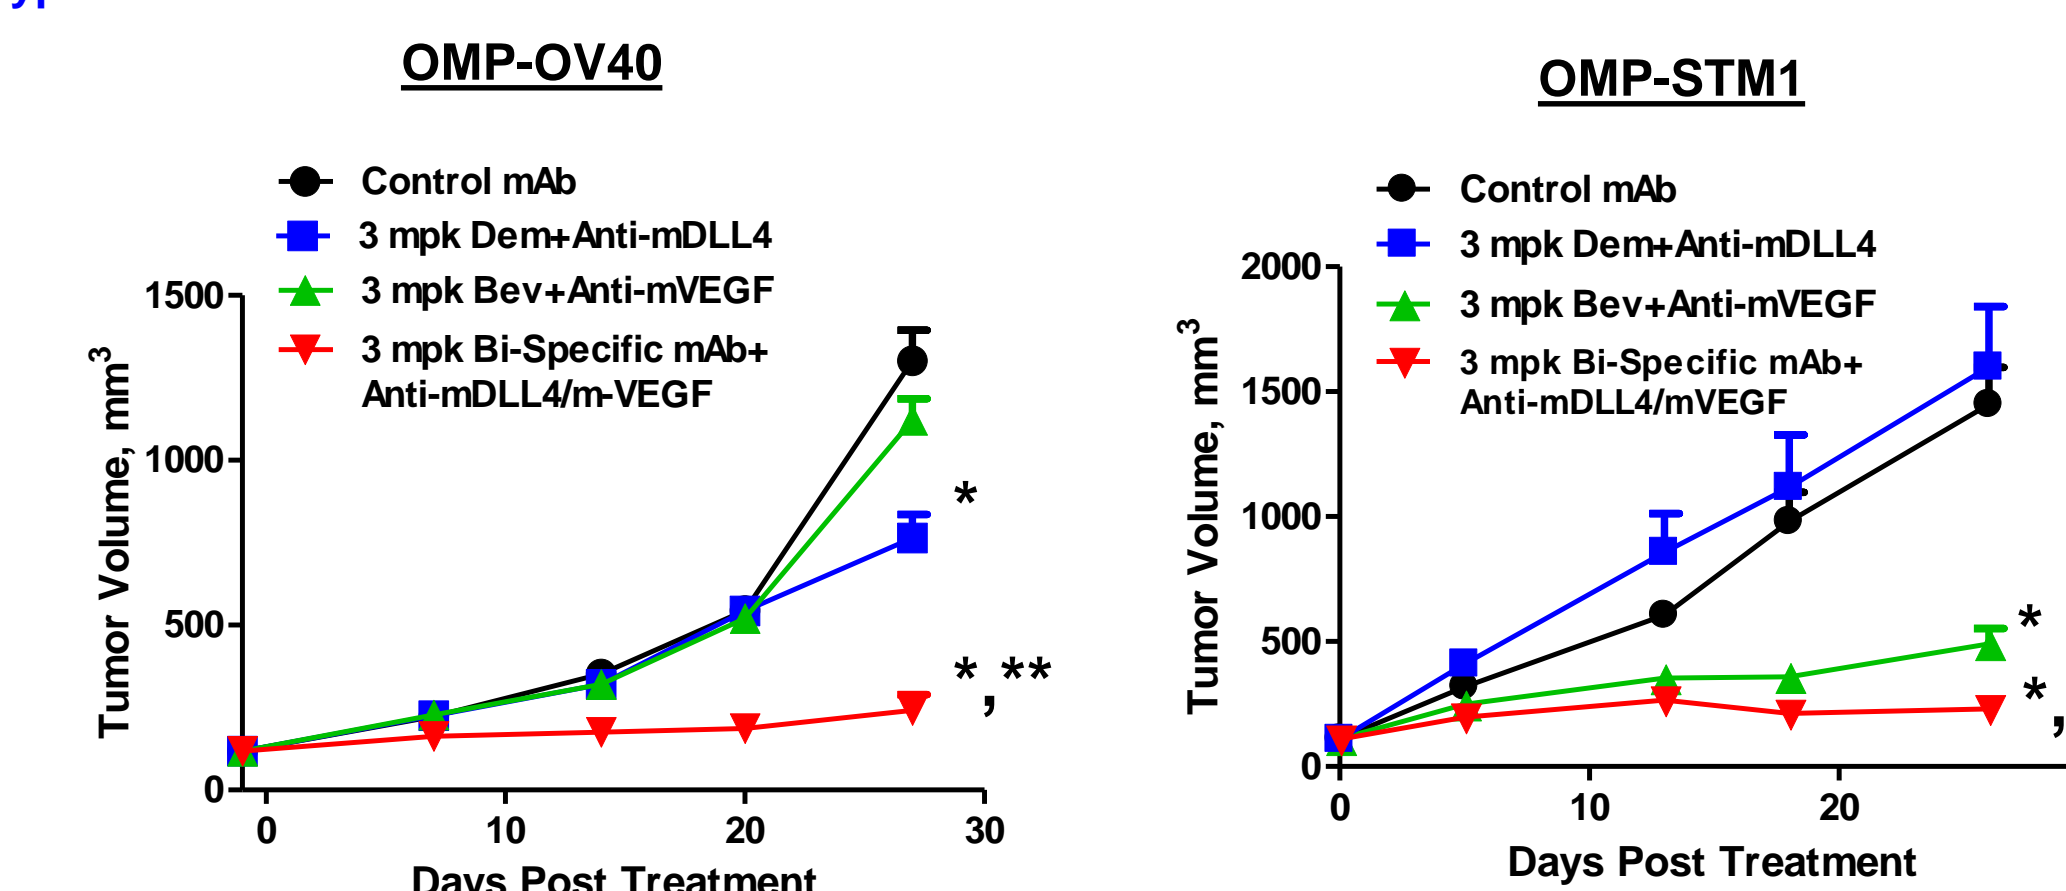 OMP-OV40
Control mAb
3 mpk Dem+Anti-mDLL4
3 mpk Bev+Anti-mVEGF
3 mpk Bi-Specific mAb+
Anti-mDLL4/m-VEGF
Tumor Volume, mm³
1500
1000
500
0
0 10 20 30
Days Post Treatment
*
*,**
OMP-STM1
Control mAb
3 mpk Dem+Anti-mDLL4
3 mpk Bev+Anti-mVEGF
3 mpk Bi-Specific mAb+
Anti-mDLL4/mVEGF
Tumor Volume, mm³
2000
1500
1000
500
0
0 10 20
Days Post Treatment
*
*,